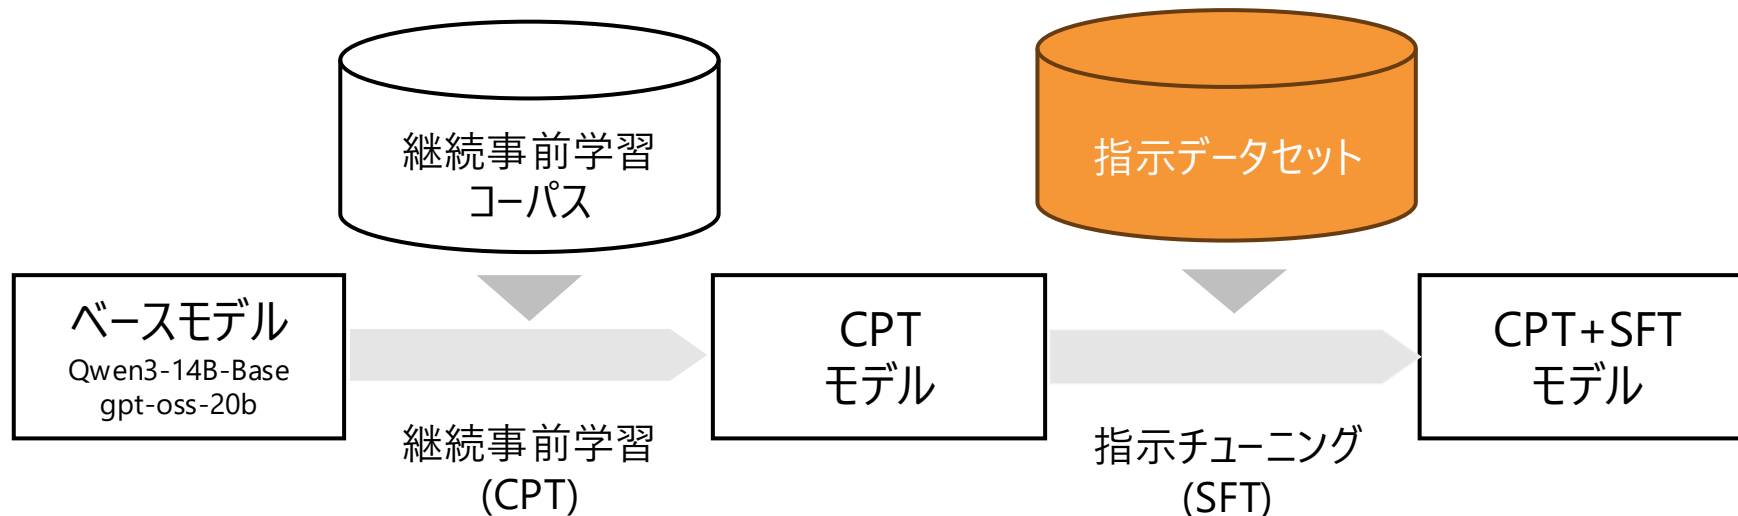 継続事前学習
コーパス
指示データセット
ベースモデル
Qwen3-14B-Base
gpt-oss-20b
継続事前学習
(CPT)
CPT
モデル
指示チューニング
(SFT)
CPT+SFT
モデル